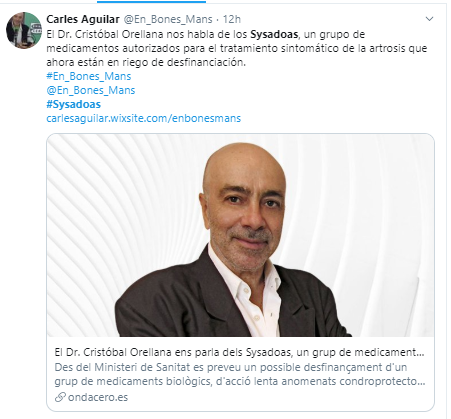 Carles Aguilar @En_Bones_Mans · 12h
El Dr. Cristóbal Orellana nos habla de los Sysadoas, un grupo de
medicamentos autorizados para el tratamiento sintomático de la artrosis que
ahora están en riego de desfinanciación.
#En_Bones_Mans
@En_Bones_Mans
#Sysadoas
carlesaguilar.wixsite.com/enbonesmans
El Dr. Cristóbal Orellana ens parla dels Sysadoas, un grup de medicament...
Des del Ministeri de Sanitat es preveu un possible desfinançament d'un
grup de medicaments biològics, d'acció lenta anomenats condroprotecto...
ondacero.es